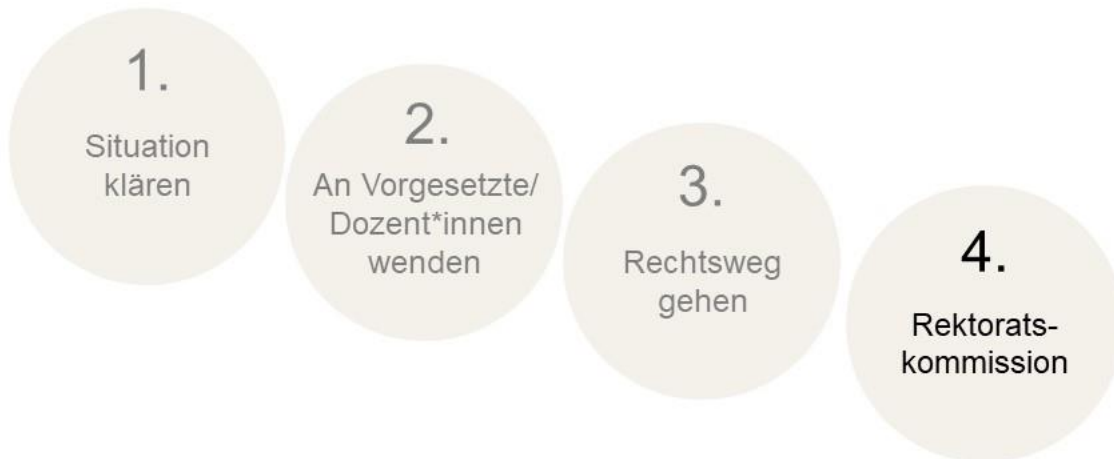 1.
Situation
klären
2.
An Vorgesetzte/
Dozent*innen
wenden
3.
Rechtsweg
gehen
4.
Rektorats-
kommission